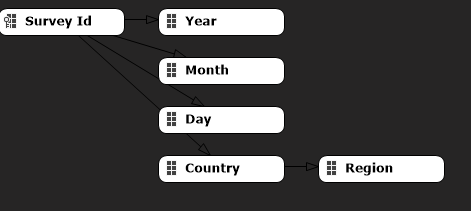 Survey Id
Year
Month
Day
Country
Region